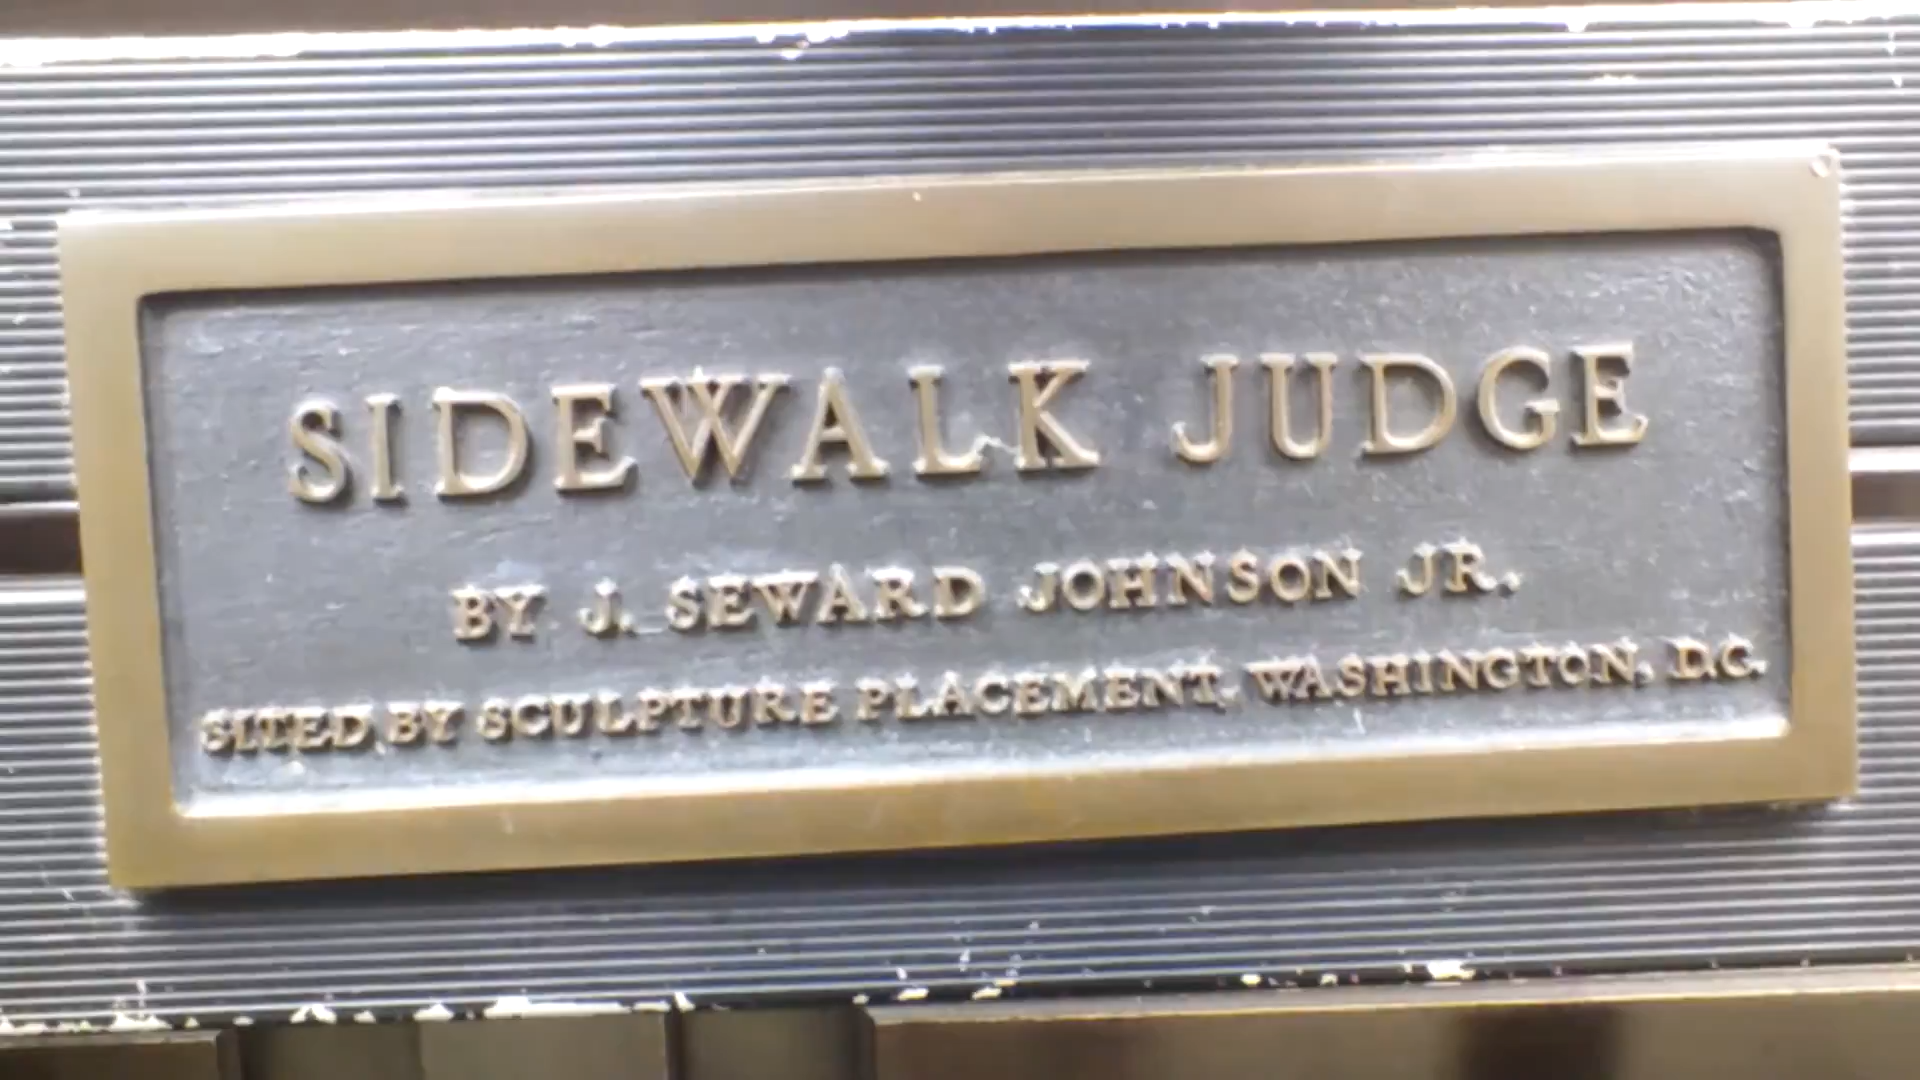 SIDEWALK JUDGE
BY J. SEWARD JOHNSON JR.
SITED BY SCULPTURE PLACEMENT, WASHINGTON, D.C.